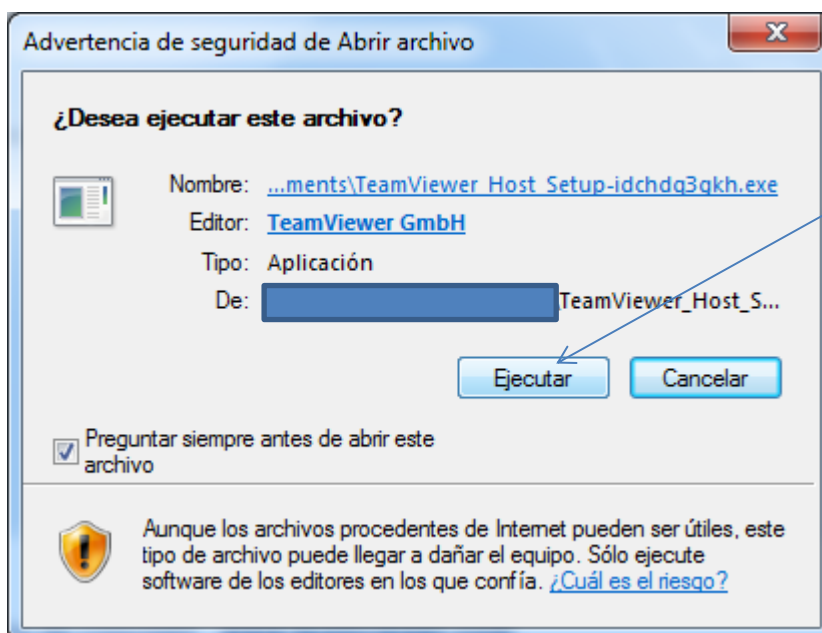 Advertencia de seguridad de Abrir archivo
¿Desea ejecutar este archivo?
Nombre: ...ments\TeamViewer_Host_Setup-idchdq3qkh.exe
Editor: TeamViewer GmbH
Tipo: Aplicación
De: \TeamViewer_Host_S...
Ejecutar Cancelar
Preguntar siempre antes de abrir este
archivo
Aunque los archivos procedentes de Internet pueden ser útiles, este
tipo de archivo puede llegar a dañar el equipo. Sólo ejecute
software de los editores en los que confía. ¿Cuál es el riesgo?